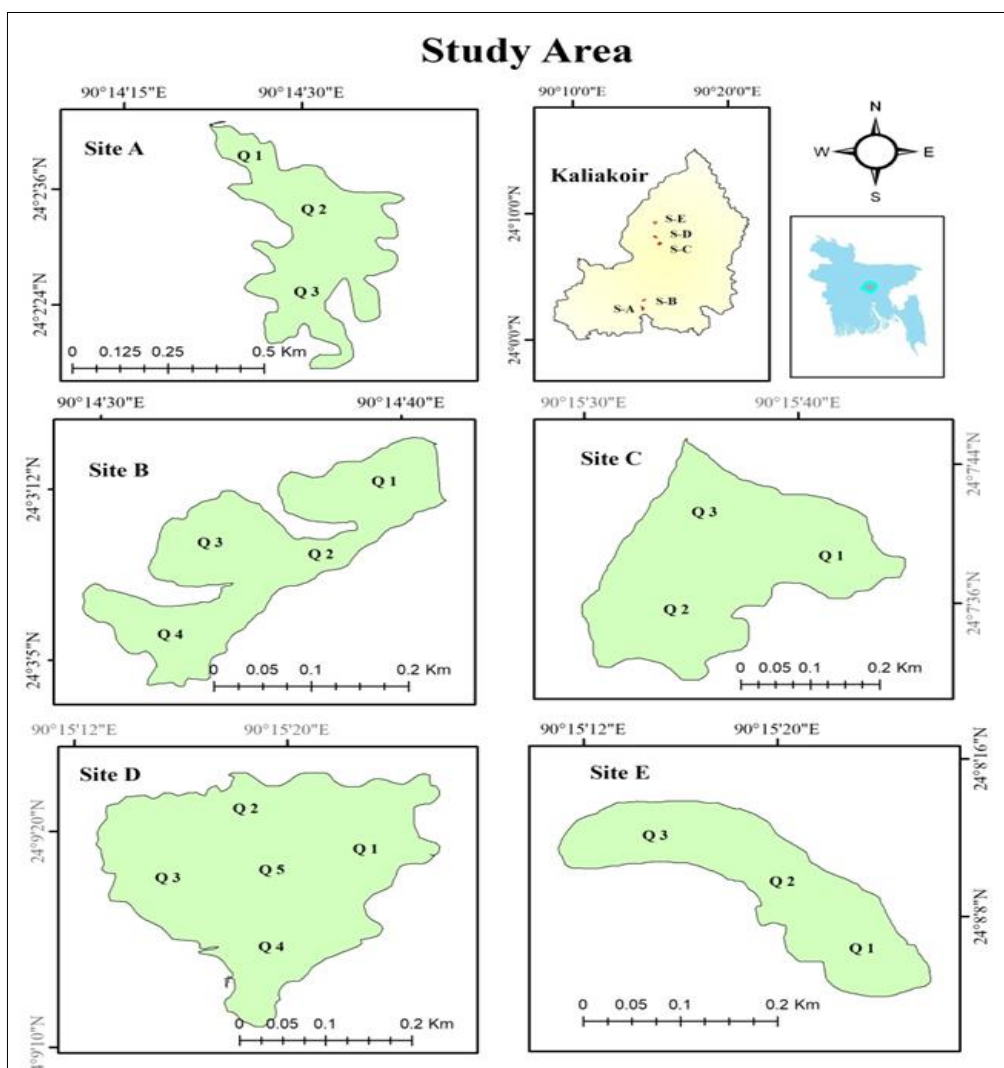 Study Area
90°14'15"E 90°14'30"E
24°2'36"N
24°2'24"N
Site A
Q 1
Q 2
Q 3
0 0.125 0.25 0.5 Km
90°10'0"E 90°20'0"E
24°10'0"N
24°0'0"N
Kaliakoir
S-E
S-D
S-C
S-B
S-A
N
W E
S
90°14'30"E 90°14'40"E
24°3'12"N
24°3'5"N
Site B
Q 1
Q 3
Q 2
Q 4
0 0.05 0.1 0.2 Km
90°15'30"E 90°15'40"E
24°7'44"N
24°7'36"N
Site C
Q 3
Q 1
Q 2
0 0.05 0.1 0.2 Km
90°15'12"E 90°15'20"E
24°9'20"N
24°9'10"N
Site D
Q 2
Q 1
Q 5
Q 3
Q 4
0 0.05 0.1 0.2 Km
90°15'12"E 90°15'20"E
24°8'16"N
24°8'8"N
Site E
Q 3
Q 2
Q 1
0 0.05 0.1 0.2 Km